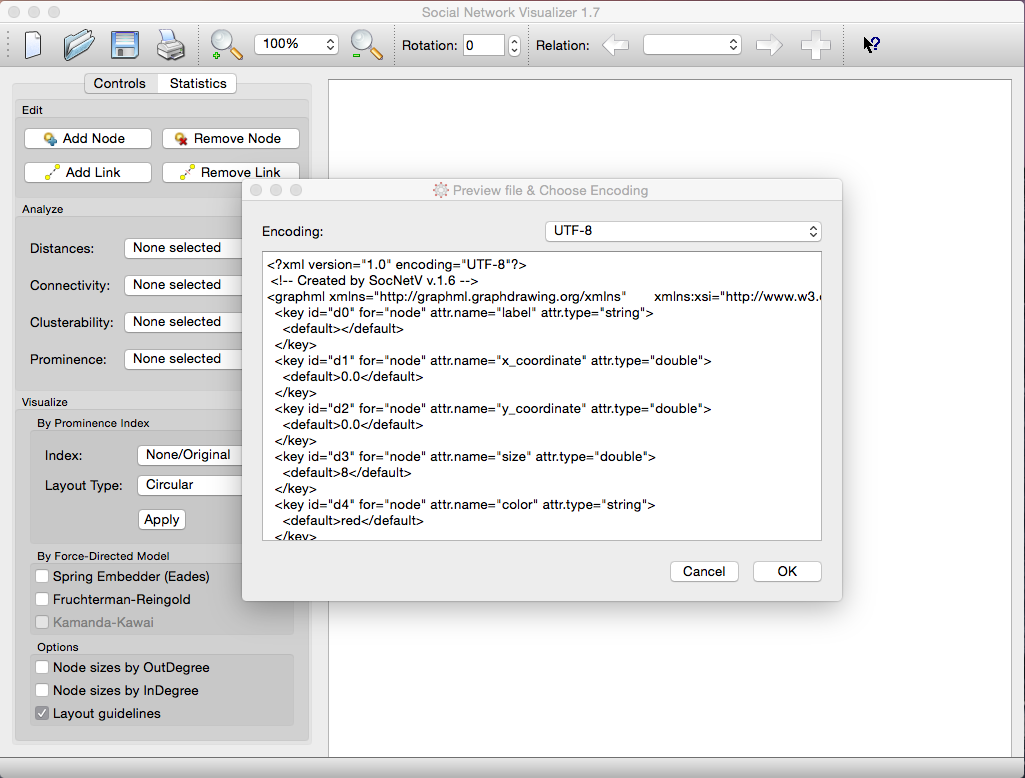 Social Network Visualizer 1.7
100%
Rotation: 0
Relation:
Controls Statistics
Edit
Add Node Remove Node
Add Link Remove Link
Analyze
Distances: None selected
Connectivity: None selected
Clusterability: None selected
Prominence: None selected
Visualize
By Prominence Index
Index: None/Original
Layout Type: Circular
Apply
By Force-Directed Model
Spring Embedder (Eades)
Fruchterman-Reingold
Kamanda-Kawai
Options
Node sizes by OutDegree
Node sizes by InDegree
Layout guidelines
Preview file & Choose Encoding
Encoding: UTF-8
<?xml version="1.0" encoding="UTF-8"?>
<!-- Created by SocNetV v.1.6 -->
<graphml xmlns="http://graphml.graphdrawing.org/xmlns" xmlns:xsi="http://www.w3.
<key id="d0" for="node" attr.name="label" attr.type="string">
<default></default>
</key>
<key id="d1" for="node" attr.name="x_coordinate" attr.type="double">
<default>0.0</default>
</key>
<key id="d2" for="node" attr.name="y_coordinate" attr.type="double">
<default>0.0</default>
</key>
<key id="d3" for="node" attr.name="size" attr.type="double">
<default>8</default>
</key>
<key id="d4" for="node" attr.name="color" attr.type="string">
<default>red</default>
</key>
Cancel OK